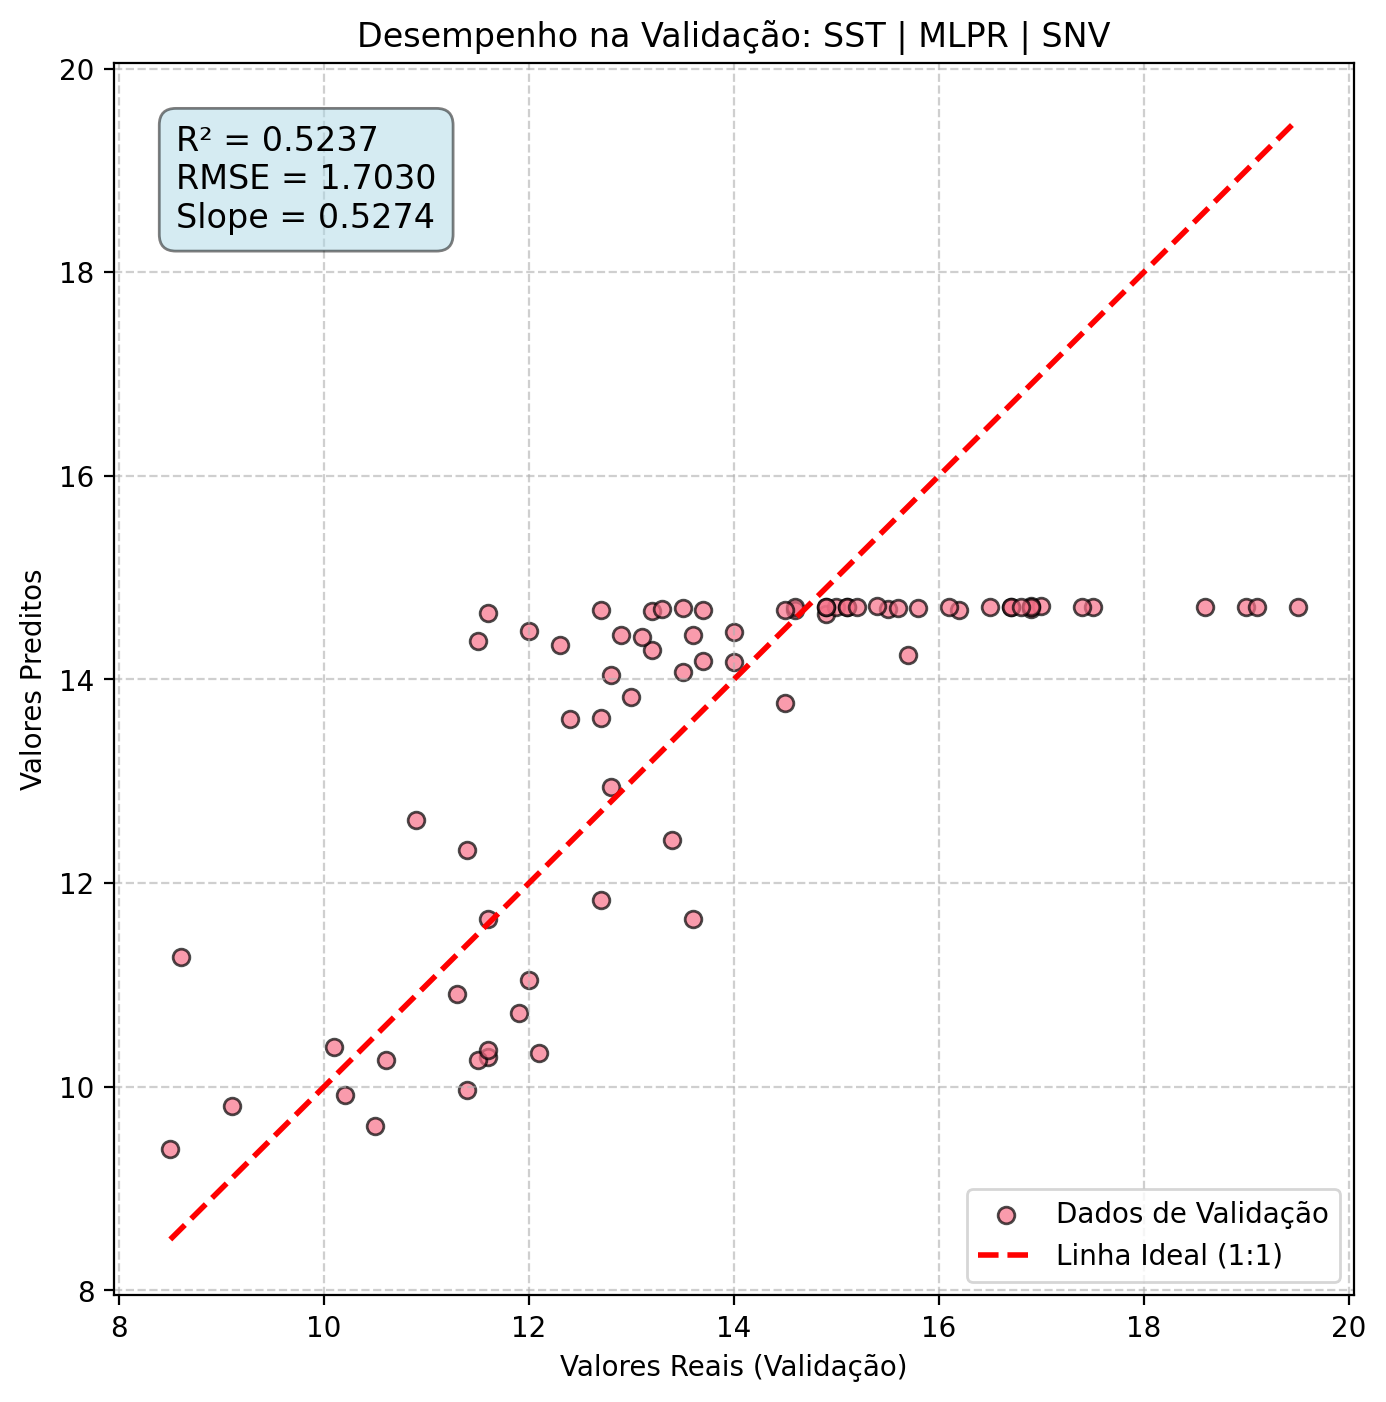 Desempenho na Validação: SST | MLPR | SNV
R² = 0.5237
RMSE = 1.7030
Slope = 0.5274
Valores Preditos
20
18
16
14
12
10
8
Dados de Validação
Linha Ideal (1:1)
8 10 12 14 16 18 20
Valores Reais (Validação)